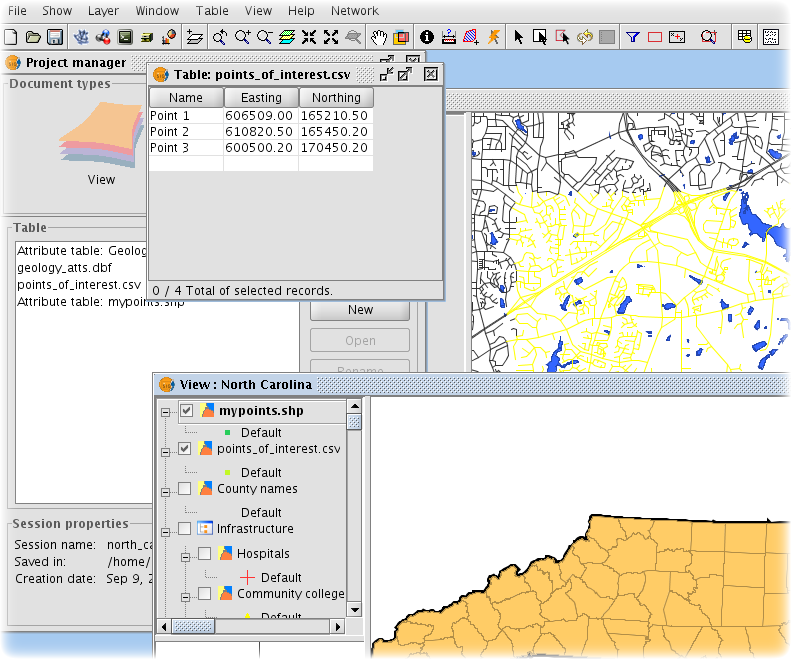 File Show Layer Window Table View Help Network
Project manager
Document types
View
Table
Attribute table: Geolog
geology_atts.dbf
points_of_interest.csv
Attribute table: mypoints.shp
New
Open
Rename
Session properties
Session name: north_ca
Saved in: /home/
Creation date: Sep 9, 2
Table: points_of_interest.csv
Name Easting Northing
Point 1 606509.00 165210.50
Point 2 610820.50 165450.20
Point 3 600500.20 170450.20
0 / 4 Total of selected records.
View : North Carolina
mypoints.shp
Default
points_of_interest.csv
Default
County names
Default
Infrastructure
Hospitals
Default
Community college
Default